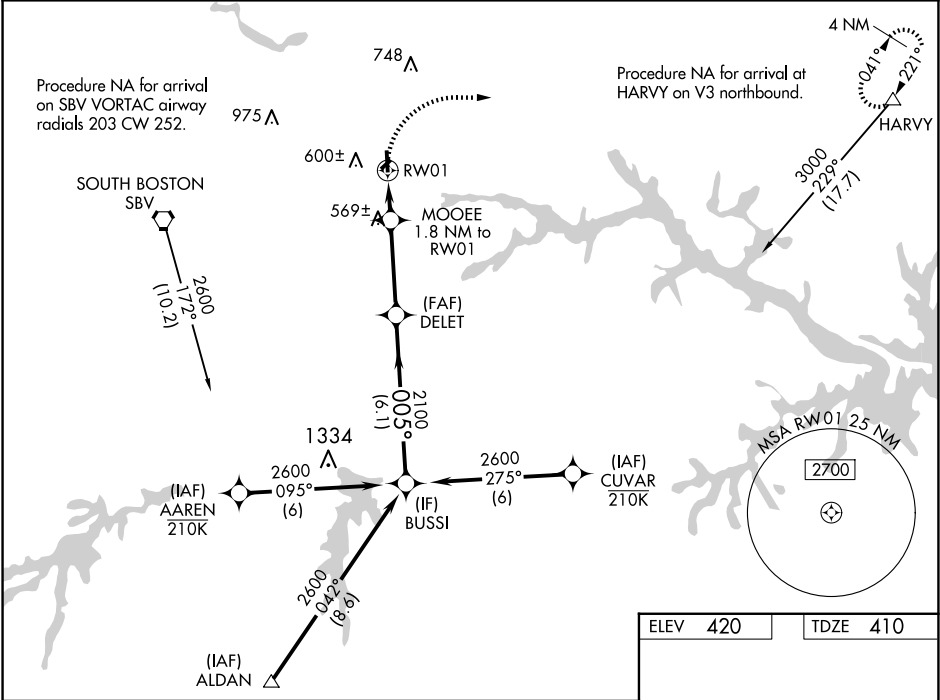 Procedure NA for arrival
on SBV VORTAC airway
radials 203 CW 252.
748
975
4 NM
041°
221°
HARVY
Procedure NA for arrival at
HARVY on V3 northbound.
3000
229°
(17.7)
600±
RW01
SOUTH BOSTON
SBV
2600
172°
(10.2)
569±
MOOEE
1.8 NM to
RW01
(FAF)
DELET
2100
005°
(6.1)
1334
(IAF)
AAREN
210K
2600
095°
(6)
(IF)
BUSSI
2600
275°
(6)
(IAF)
CUVAR
210K
MSA RW01 25 NM
2700
2600
042°
(8.6)
(IAF)
ALDAN
ELEV 420
TDZE 410